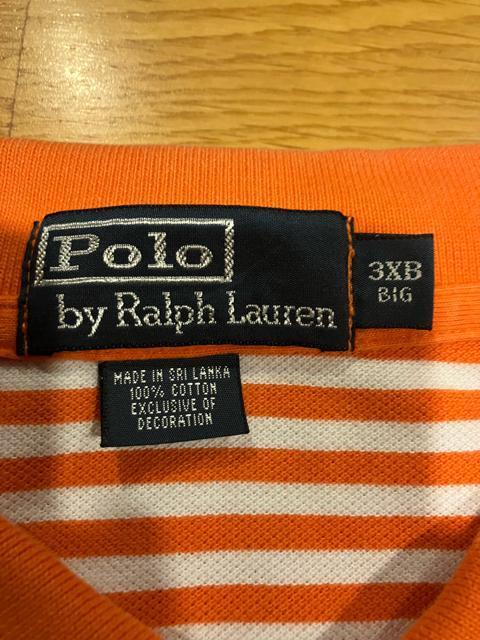 Polo
by Ralph Lauren
3XB
BIG
MADE IN SRI LANKA
100% COTTON
EXCLUSIVE OF
DECORATION